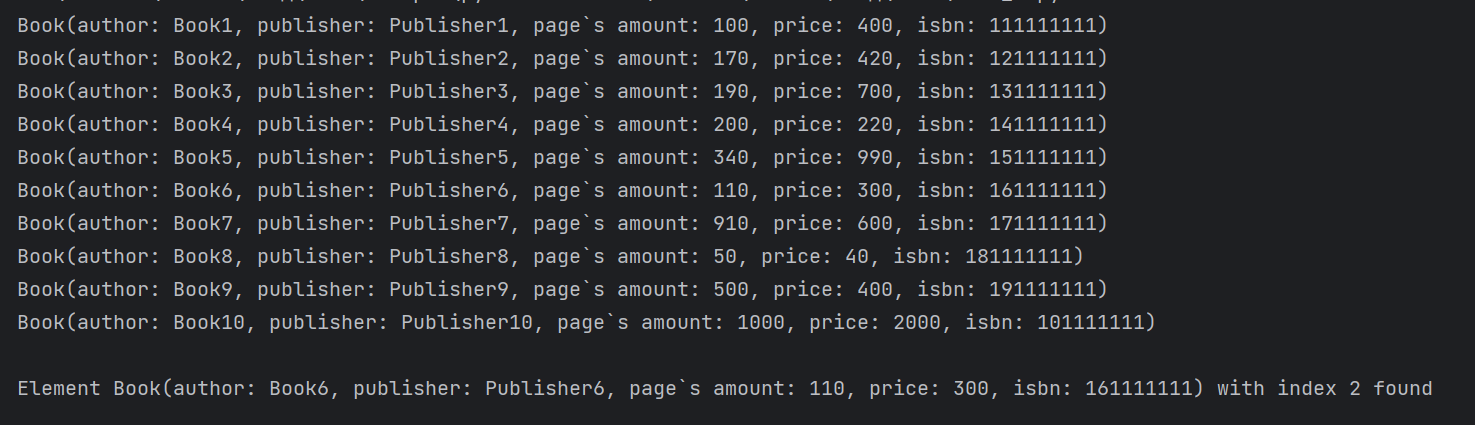 Book(author: Book1, publisher: Publisher1, page`s amount: 100, price: 400, isbn: 111111111)
Book(author: Book2, publisher: Publisher2, page`s amount: 170, price: 420, isbn: 121111111)
Book(author: Book3, publisher: Publisher3, page`s amount: 190, price: 700, isbn: 131111111)
Book(author: Book4, publisher: Publisher4, page`s amount: 200, price: 220, isbn: 141111111)
Book(author: Book5, publisher: Publisher5, page`s amount: 340, price: 990, isbn: 151111111)
Book(author: Book6, publisher: Publisher6, page`s amount: 110, price: 300, isbn: 161111111)
Book(author: Book7, publisher: Publisher7, page`s amount: 910, price: 600, isbn: 171111111)
Book(author: Book8, publisher: Publisher8, page`s amount: 50, price: 40, isbn: 181111111)
Book(author: Book9, publisher: Publisher9, page`s amount: 500, price: 400, isbn: 191111111)
Book(author: Book10, publisher: Publisher10, page`s amount: 1000, price: 2000, isbn: 101111111)
Element Book(author: Book6, publisher: Publisher6, page`s amount: 110, price: 300, isbn: 161111111) with index 2 found